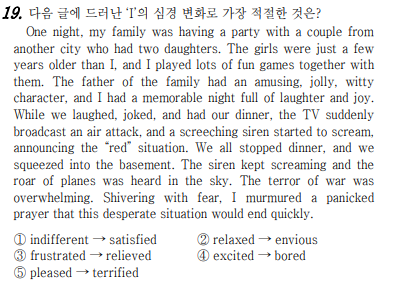 19. 다음 글에 드러난 ‘I’의 심경 변화로 가장 적절한 것은?
One night, my family was having a party with a couple from
another city who had two daughters. The girls were just a few
years older than I, and I played lots of fun games together with
them. The father of the family had an amusing, jolly, witty
character, and I had a memorable night full of laughter and joy.
While we laughed, joked, and had our dinner, the TV suddenly
broadcast an air attack, and a screeching siren started to scream,
announcing the “red” situation. We all stopped dinner, and we
squeezed into the basement. The siren kept screaming and the
roar of planes was heard in the sky. The terror of war was
overwhelming. Shivering with fear, I murmured a panicked
prayer that this desperate situation would end quickly.
① indifferent → satisfied ② relaxed → envious
③ frustrated → relieved ④ excited → bored
⑤ pleased → terrified